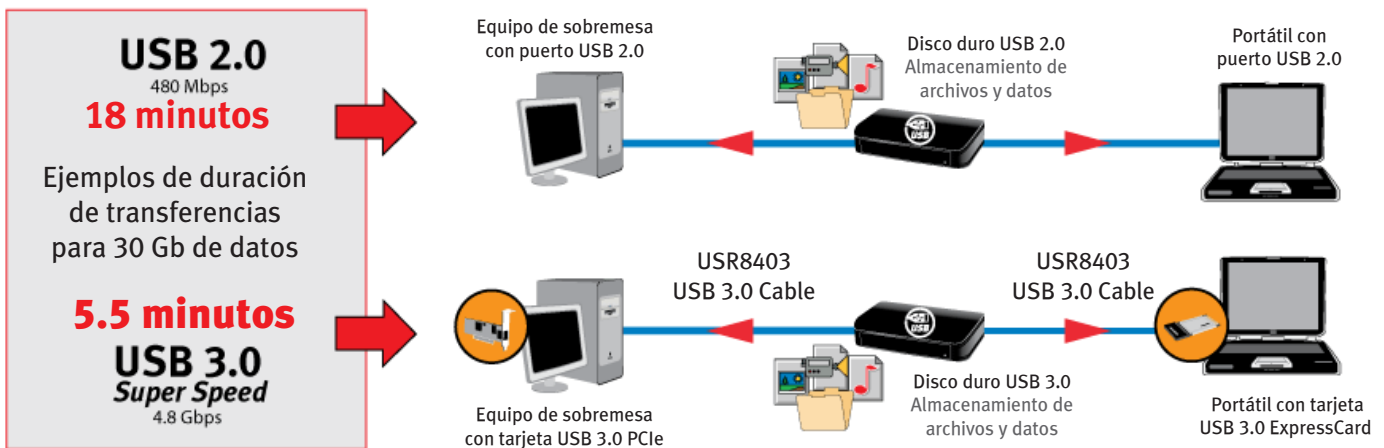 USB 2.0
480 Mbps
18 minutos
Ejemplos de duración
de transferencias
para 30 Gb de datos
5.5 minutos
USB 3.0
Super Speed
4.8 Gbps
Equipo de sobremesa
con puerto USB 2.0
Disco duro USB 2.0
Almacenamiento de
archivos y datos
USB
Portátil con
puerto USB 2.0
USR8403
USB 3.0 Cable
USR8403
USB 3.0 Cable
USB
Equipo de sobremesa
con tarjeta USB 3.0 PCIe
Disco duro USB 3.0
Almacenamiento de
archivos y datos
Portátil con tarjeta
USB 3.0 ExpressCard